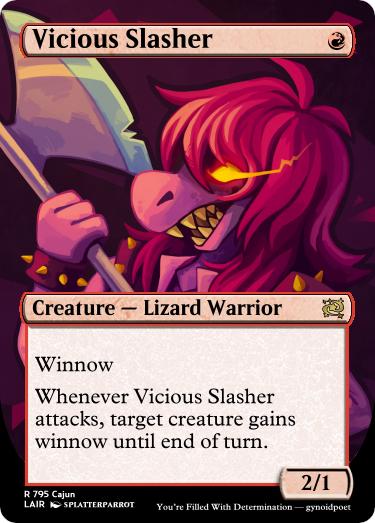 Vicious Slasher
Creature — Lizard Warrior
Winnow
Whenever Vicious Slasher
attacks, target creature gains
winnow until end of turn.
2/1
R 795 Cajun
LAIR SPLATTERPARROT
You're Filled With Determination — gynoidpoet